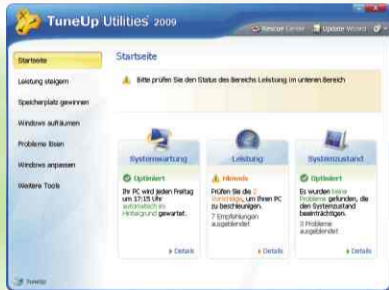 TuneUp Utilities 2009
Rescue Center Update Wizard
Startseite
Leistung steigern
Speicherplatz gewinnen
Windows aufräumen
Probleme lösen
Windows anpassen
Weitere Tools
Startseite
Bitte prüfen Sie den Status des Bereichs Leistung im unteren Bereich
Systemwartung
Optimiert
Ihr PC wird jeden Freitag
um 17:15 Uhr
automatisch im
Hintergrund gewartet.
Details
Leistung
Hinweis
Prüfen Sie die 2
Vorschläge, um Ihren PC
zu beschleunigen.
7 Empfehlungen
ausgeblendet
Details
Systemzustand
Optimiert
Es wurden keine
Probleme gefunden, die
den Systemzustand
beeinträchtigen.
3 Probleme
ausgeblendet
Details
TuneUp